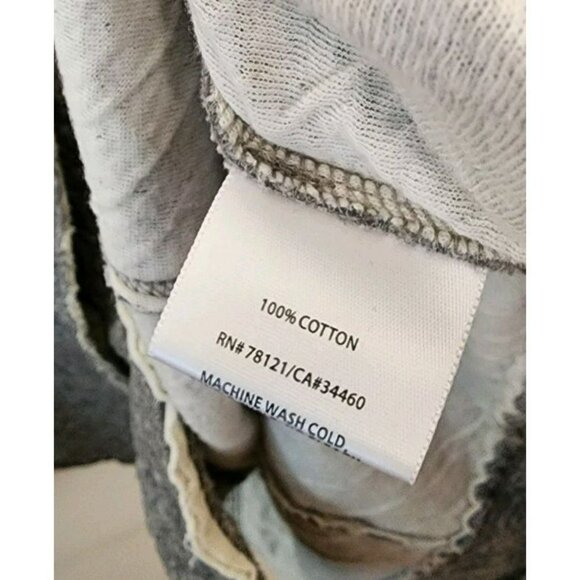 100% COTTON
RN# 78121/CA#34460
MACHINE WASH COLD